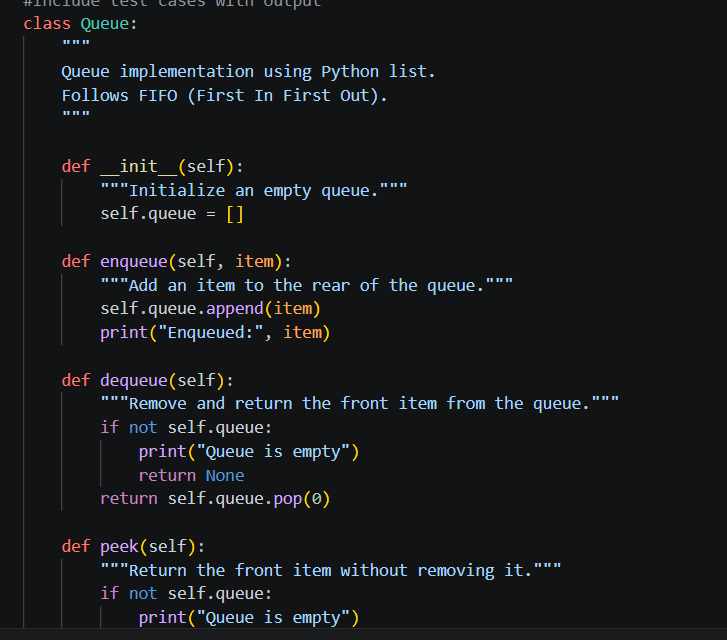 #include test cases with output
class Queue:
    """
    Queue implementation using Python list.
    Follows FIFO (First In First Out).
    """

    def __init__(self):
        """Initialize an empty queue."""
        self.queue = []

    def enqueue(self, item):
        """Add an item to the rear of the queue."""
        self.queue.append(item)
        print("Enqueued:", item)

    def dequeue(self):
        """Remove and return the front item from the queue."""
        if not self.queue:
            print("Queue is empty")
            return None
        return self.queue.pop(0)

    def peek(self):
        """Return the front item without removing it."""
        if not self.queue:
            print("Queue is empty")